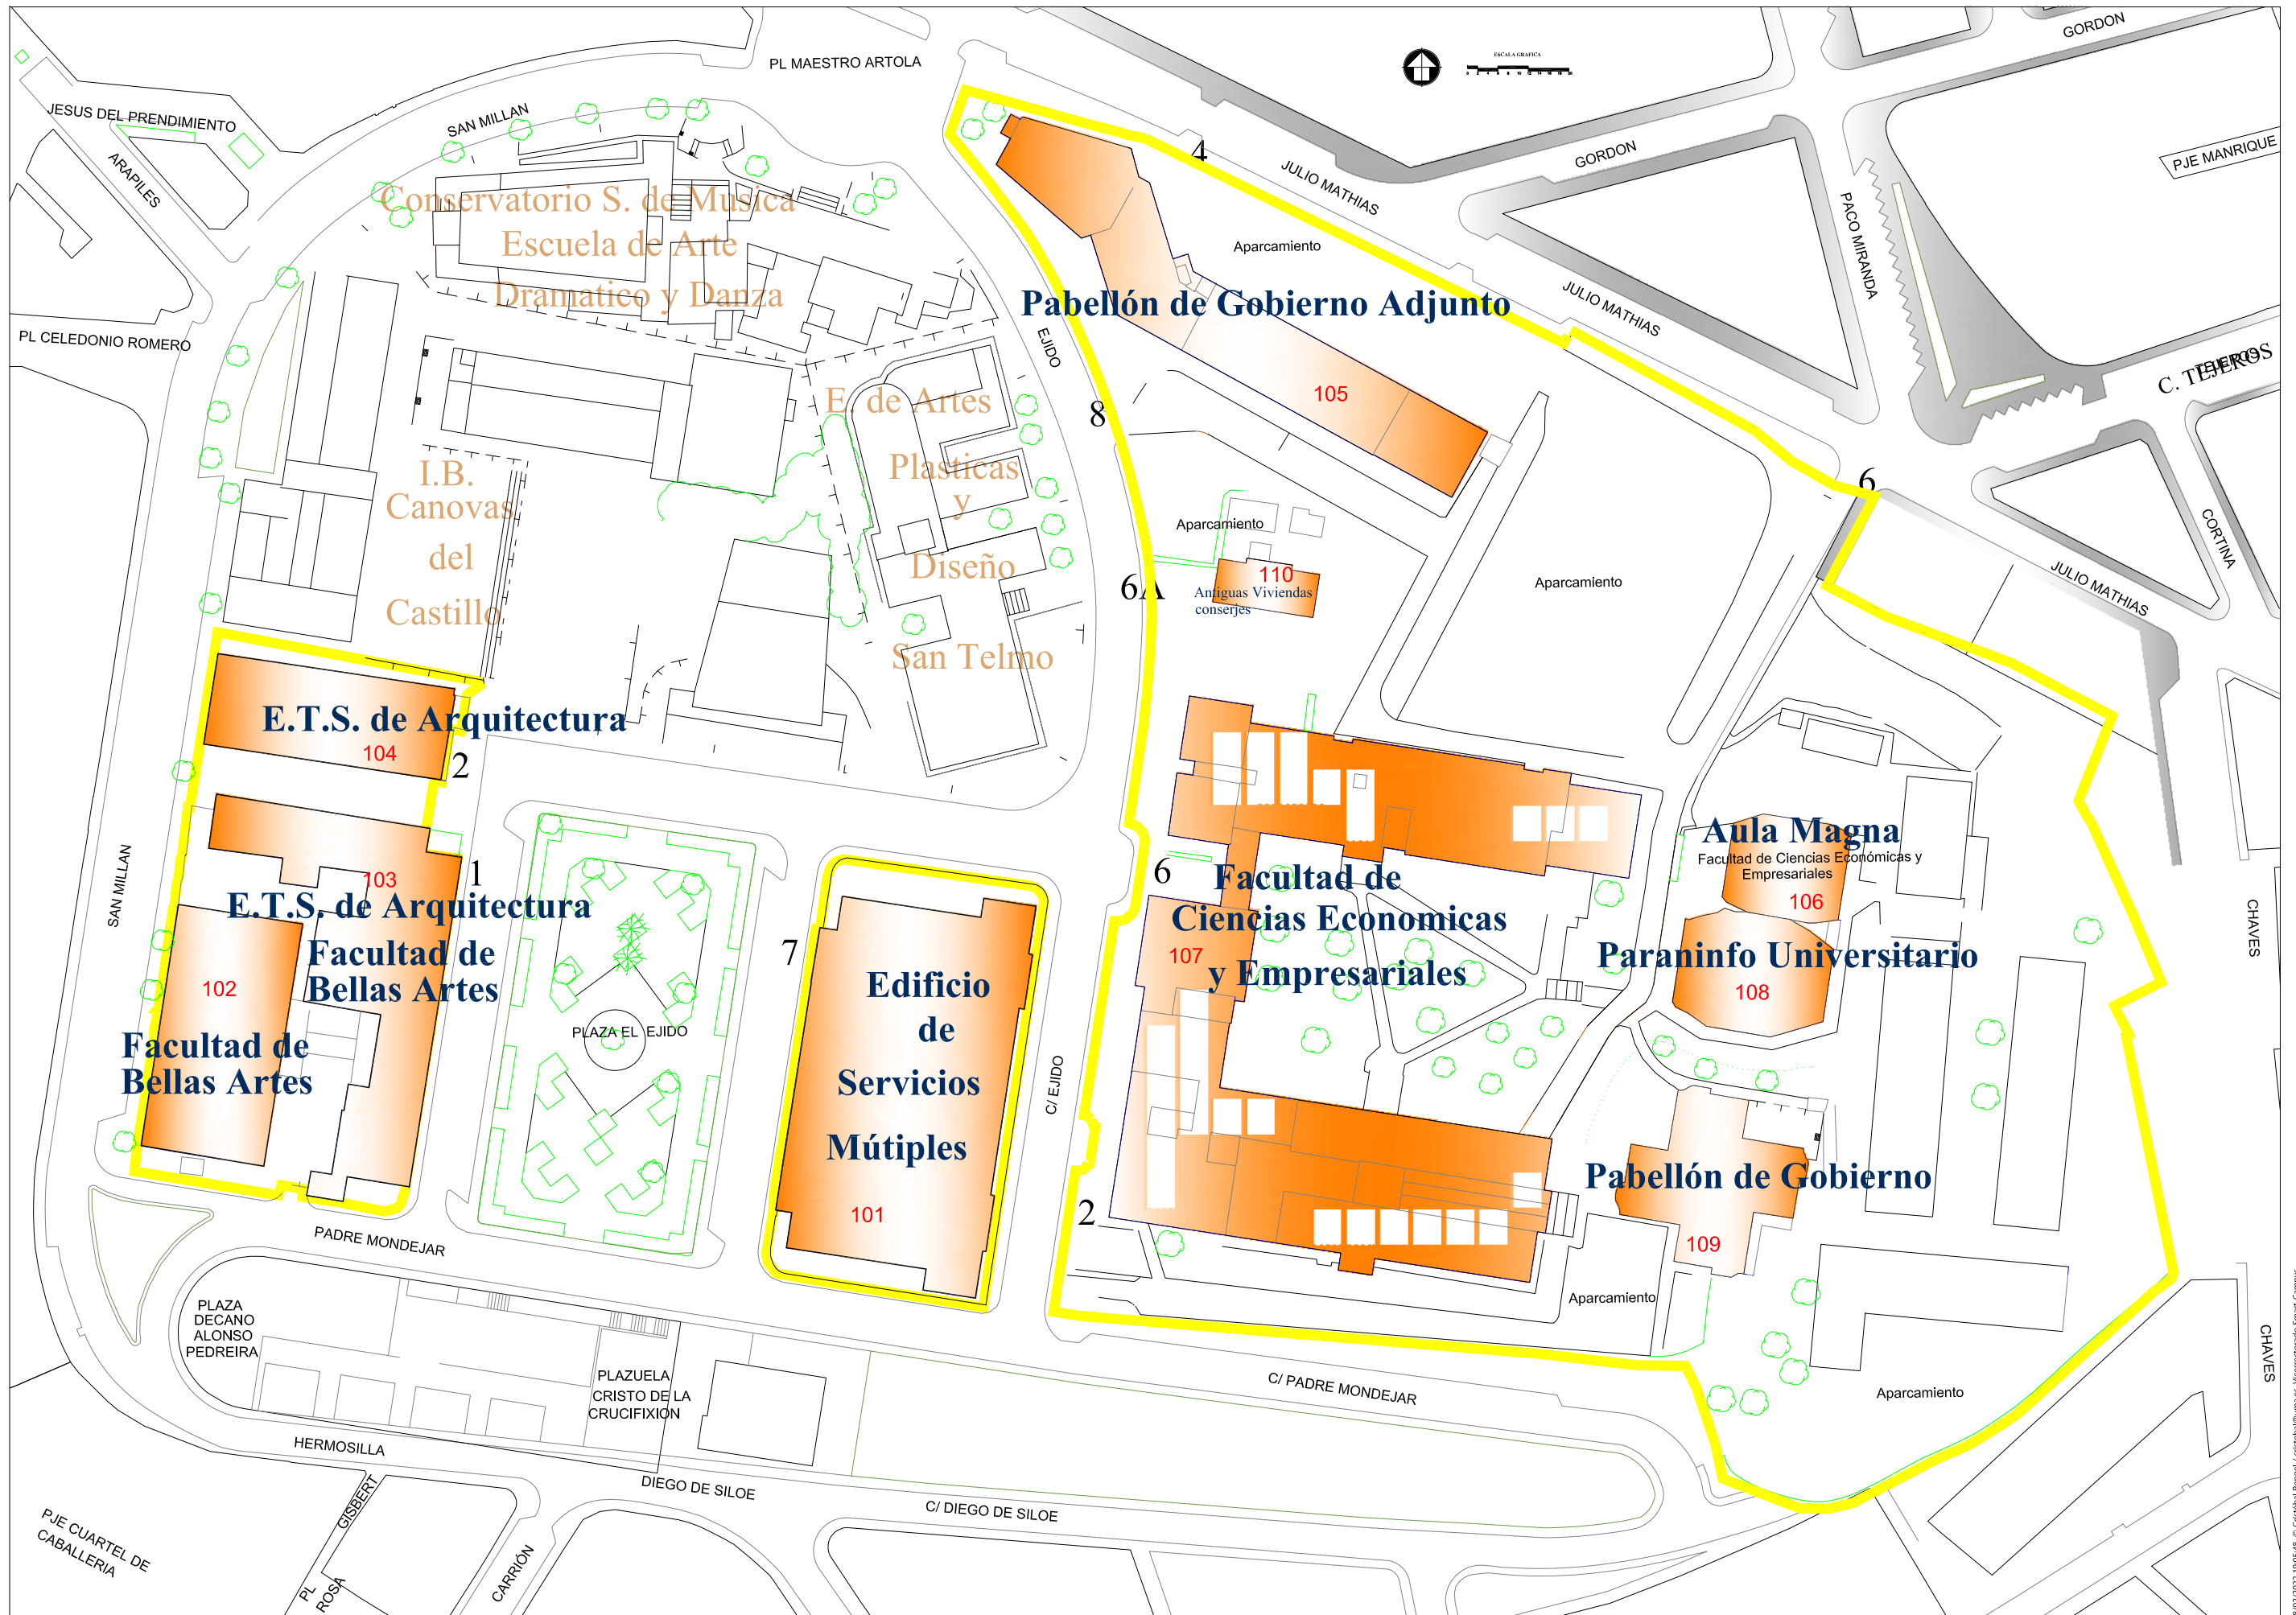 GORDON
PL MAESTRO ARTOLA
ESCALA GRAFICA
JESUS DEL PRENDIMIENTO
SAN MILLAN
ARAPILES
4
GORDON
PJE MANRIQUE
JULIO MATHIAS
PACO MIRANDA
Conservatorio S. de Musica
Escuela de Arte
Dramatico y Danza
Aparcamiento
Pabellón de Gobierno Adjunto
JULIO MATHIAS
PL CELEDONIO ROMERO
EJIDO
C. TEJEROS
105
8
E. de Artes
Plasticas
y
Diseño
San Telmo
I.B.
Canovas
del
Castillo
6
Aparcamiento
CORTINA
110
6A
Antiguas Viviendas
conserjes
Aparcamiento
JULIO MATHIAS
E.T.S. de Arquitectura
104
2
SAN MILLAN
103
1
E.T.S. de Arquitectura
Facultad de
Bellas Artes
102
Facultad de
Bellas Artes
PLAZA EL EJIDO
7
Edificio
de
Servicios
Mútiples
101
C/ EJIDO
6
Facultad de
Ciencias Economicas
y Empresariales
107
2
Aula Magna
Facultad de Ciencias Económicas y
Empresariales
106
Paraninfo Universitario
108
CHAVES
Pabellón de Gobierno
109
Aparcamiento
PADRE MONDEJAR
PLAZA
DECANO
ALONSO
PEDREIRA
PLAZUELA
CRISTO DE LA
CRUCIFIXION
C/ PADRE MONDEJAR
Aparcamiento
CHAVES
HERMOSILLA
DIEGO DE SILOE
C/ DIEGO DE SILOE
GISBERT
PL
ROSA
CARRIÓN
PJE CUARTEL DE
CABALLERIA